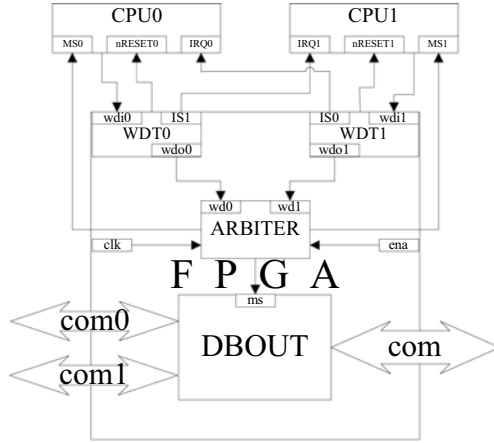 CPU0 CPU1
MS0 nRESET0 IRQ0 IRQ1 nRESET1 MS1
wdi0 IS1 IS0 wdi1
WDT0 WDT1
wdo0 wdo1
wd0 wd1
ARBITER
clk ena
F P G A
ms
com0
DBOUT com
com1